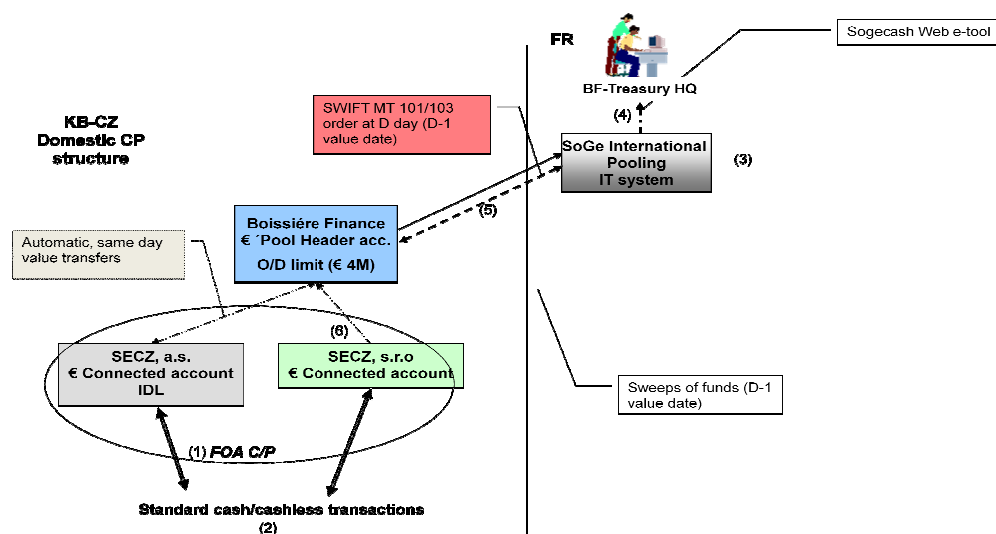 Sogecash Web e-tool
FR
BF-Treasury HQ
SWIFT MT 101/103
order at D day (D-1
value date)
(4)
KB-CZ
Domestic CP
structure
SoGe International
Pooling
IT system
(3)
(5)
Boissiére Finance
€ ´Pool Header acc.
O/D limit (€ 4M)
Automatic, same day
value transfers
(6)
SECZ, a.s.
€ Connected account
IDL
SECZ, s.r.o
€ Connected account
Sweeps of funds (D-1
value date)
(1) FOA C/P
Standard cash/cashless transactions
(2)